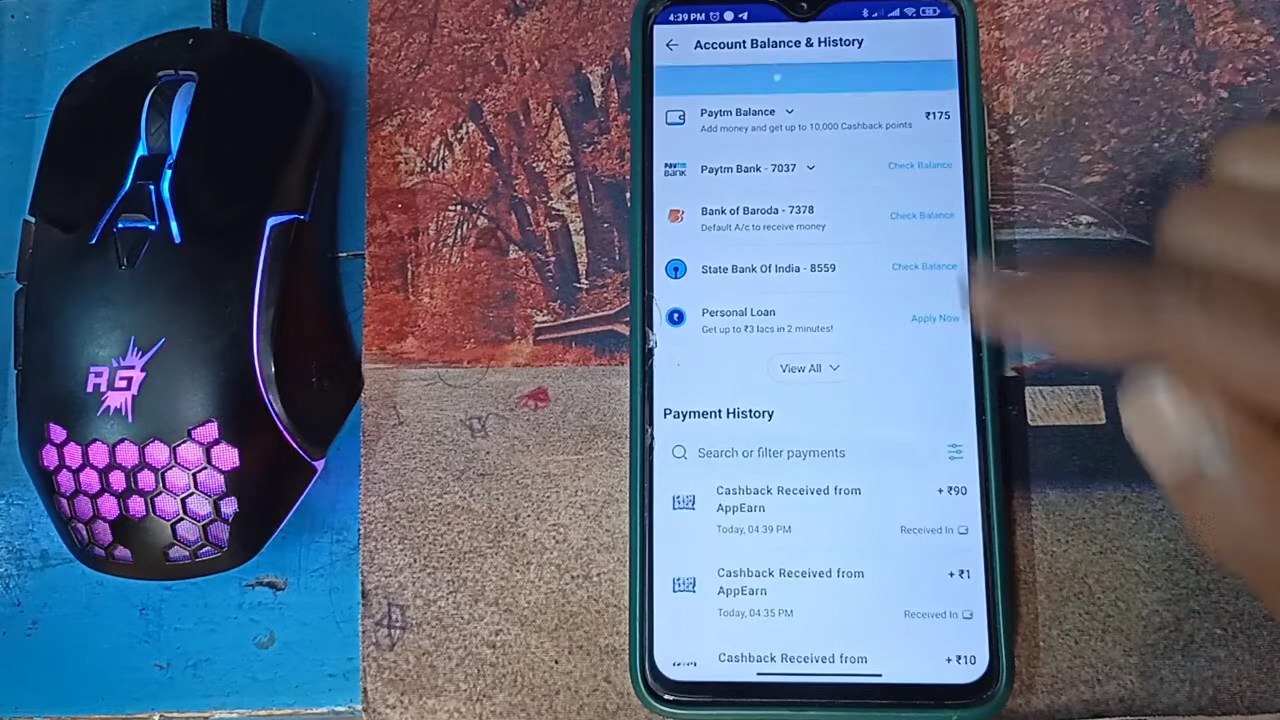 4:39 PM
Account Balance & History
Paytm Balance
Add money and get up to 10,000 Cashback points
₹175
Paytm BANK
Paytm Bank - 7037
Check Balance
Bank of Baroda - 7378
Default A/c to receive money
Check Balance
State Bank Of India - 8559
Check Balance
Personal Loan
Get up to ₹3 lacs in 2 minutes!
Apply Now
View All
Payment History
Search or filter payments
Cashback Received from
AppEarn
+ ₹90
Today, 04:39 PM
Received In
Cashback Received from
AppEarn
+ ₹1
Today, 04:35 PM
Received In
Cashback Received from
+ ₹10
RG